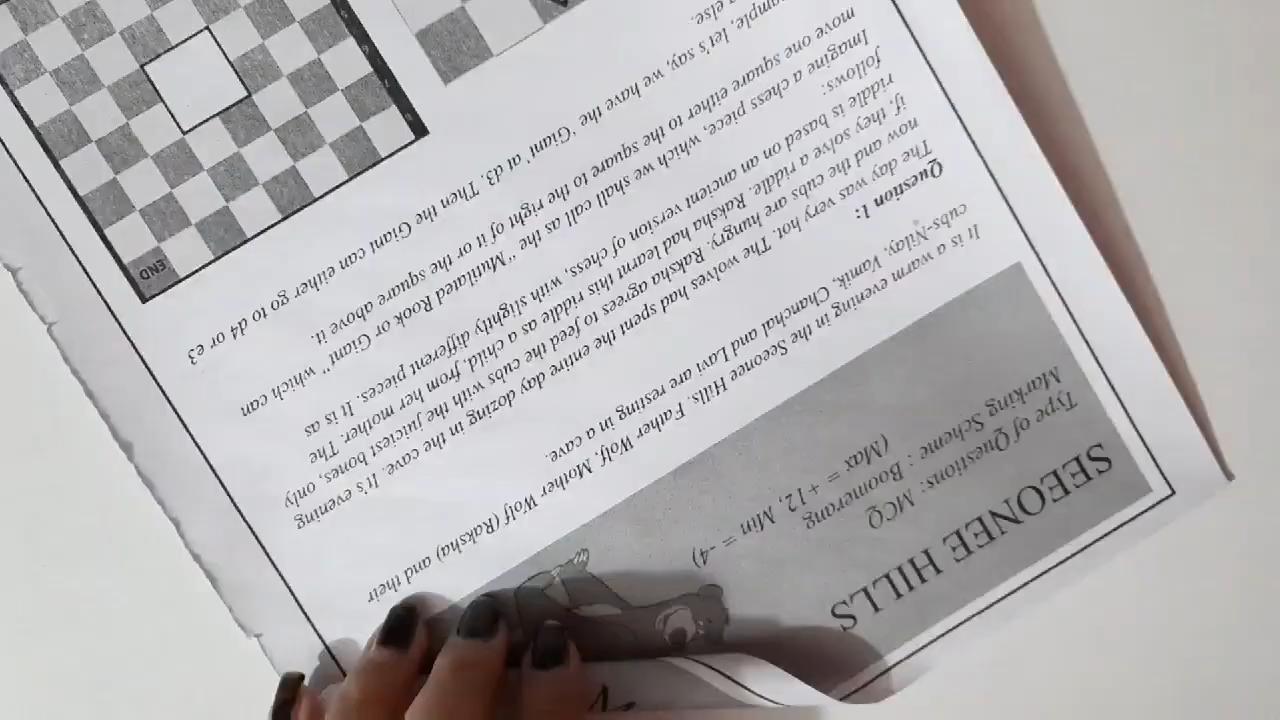 SEEONEE HILLS
Type of Questions: MCQ
Marking Scheme : Boomerang
(Max = +12, Min = -4)
It is a warm evening in the Seeonee Hills. Father Wolf, Mother Wolf (Raksha) and their
cubs-Nilay, Vamik, Chanchal and Lavi are resting in a cave.
Question 1:
The day was very hot. The wolves had spent the entire day dozing in the cave. It's evening
now and the cubs are hungry. Raksha agrees to feed the cubs with the juiciest bones, only
if, they solve a riddle. Raksha had learnt this riddle as a child, from her mother. The
riddle is based on an ancient version of chess, with slightly different pieces. It is as
follows:
Imagine a chess piece, which we shall call as the "Mutilated Rook or Giant" which can
move one square either to the square to the right of it or the square above it.
ample, let's say, we have the 'Giant' at d3. Then the Giant can either go to d4 or e3
else.
END